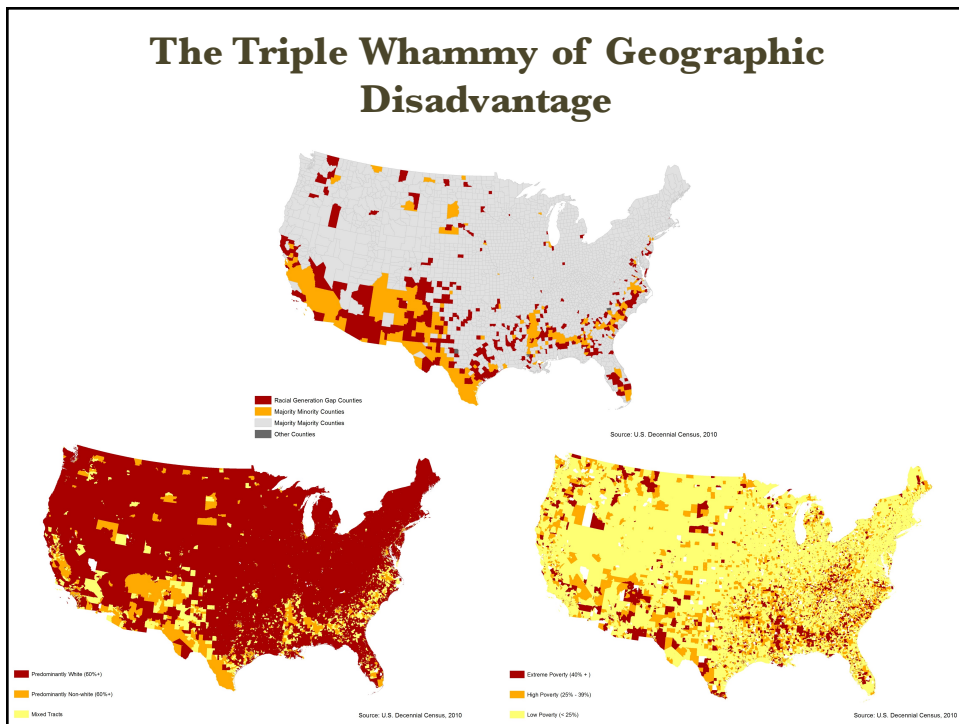 The Triple Whammy of Geographic
Disadvantage
Racial Generation Gap Counties
Majority Minority Counties
Majority Majority Counties
Other Counties
Source: U.S. Decennial Census, 2010
Predominantly White (60%+)
Predominantly Non-white (60%+)
Mixed Tracts
Source: U.S. Decennial Census, 2010
Extreme Poverty (40% + )
High Poverty (25% - 39%)
Low Poverty (< 25%)
Source: U.S. Decennial Census, 2010